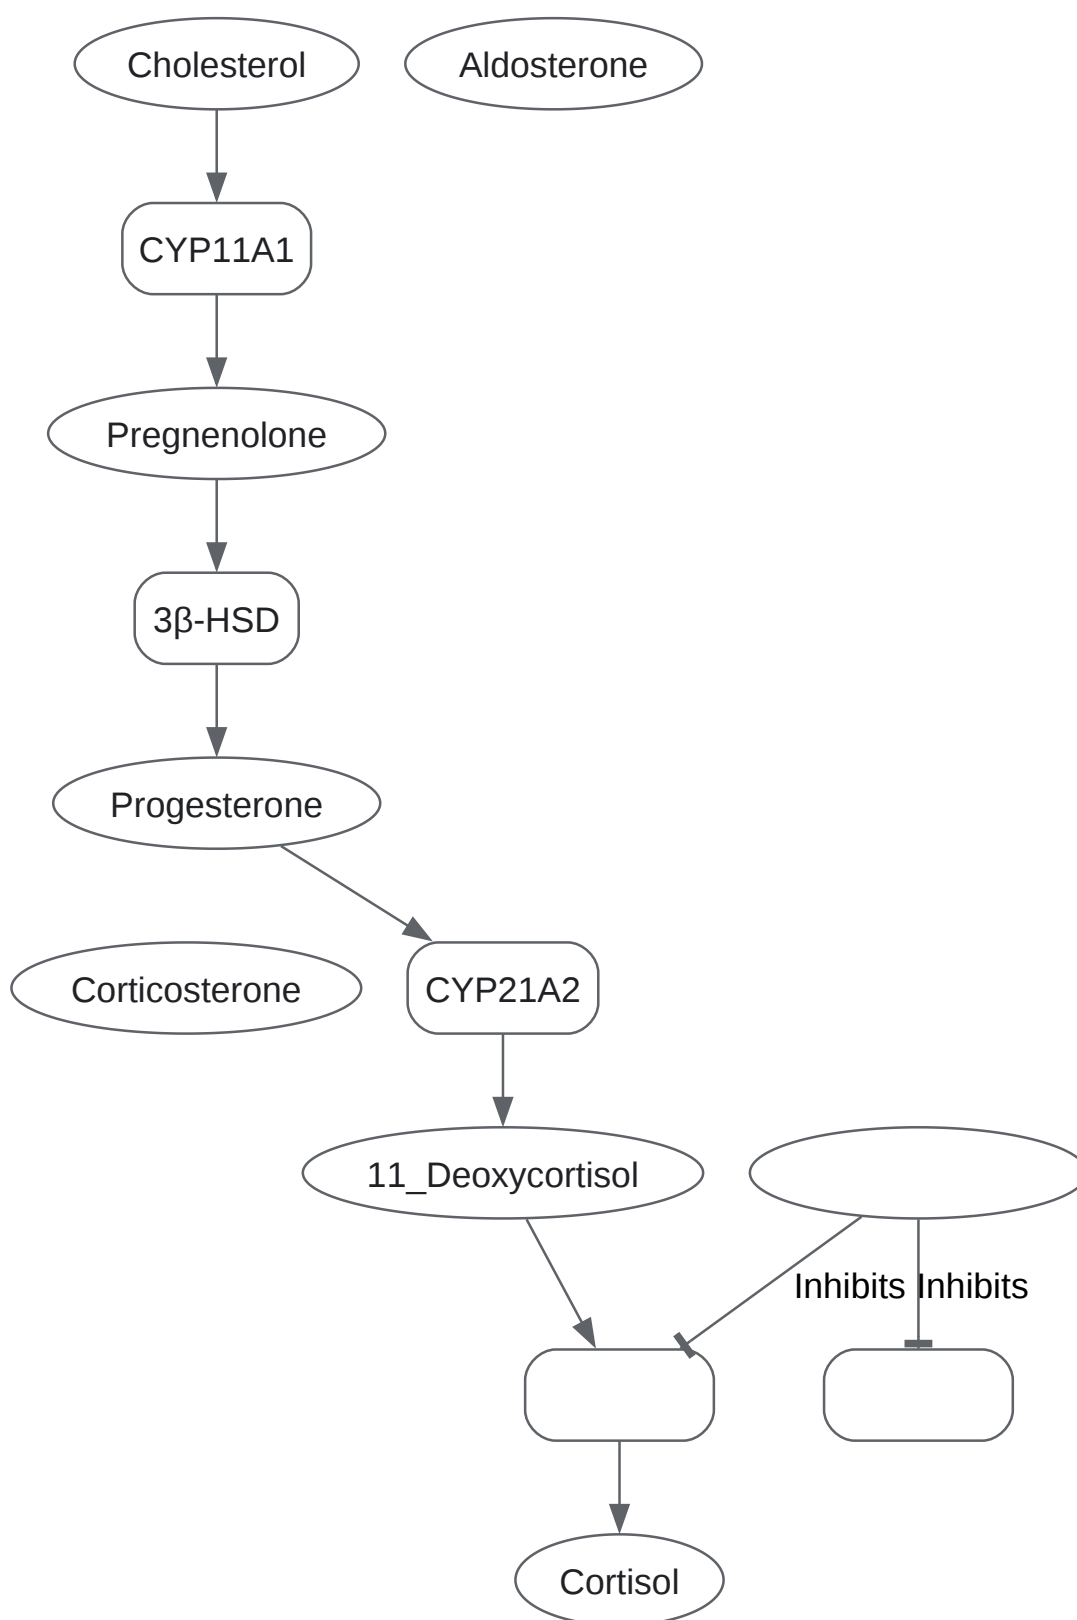 Cholesterol
Aldosterone
CYP11A1
Pregnenolone
3β-HSD
Progesterone
Corticosterone
CYP21A2
11_Deoxycortisol
Inhibits
Inhibits
Cortisol